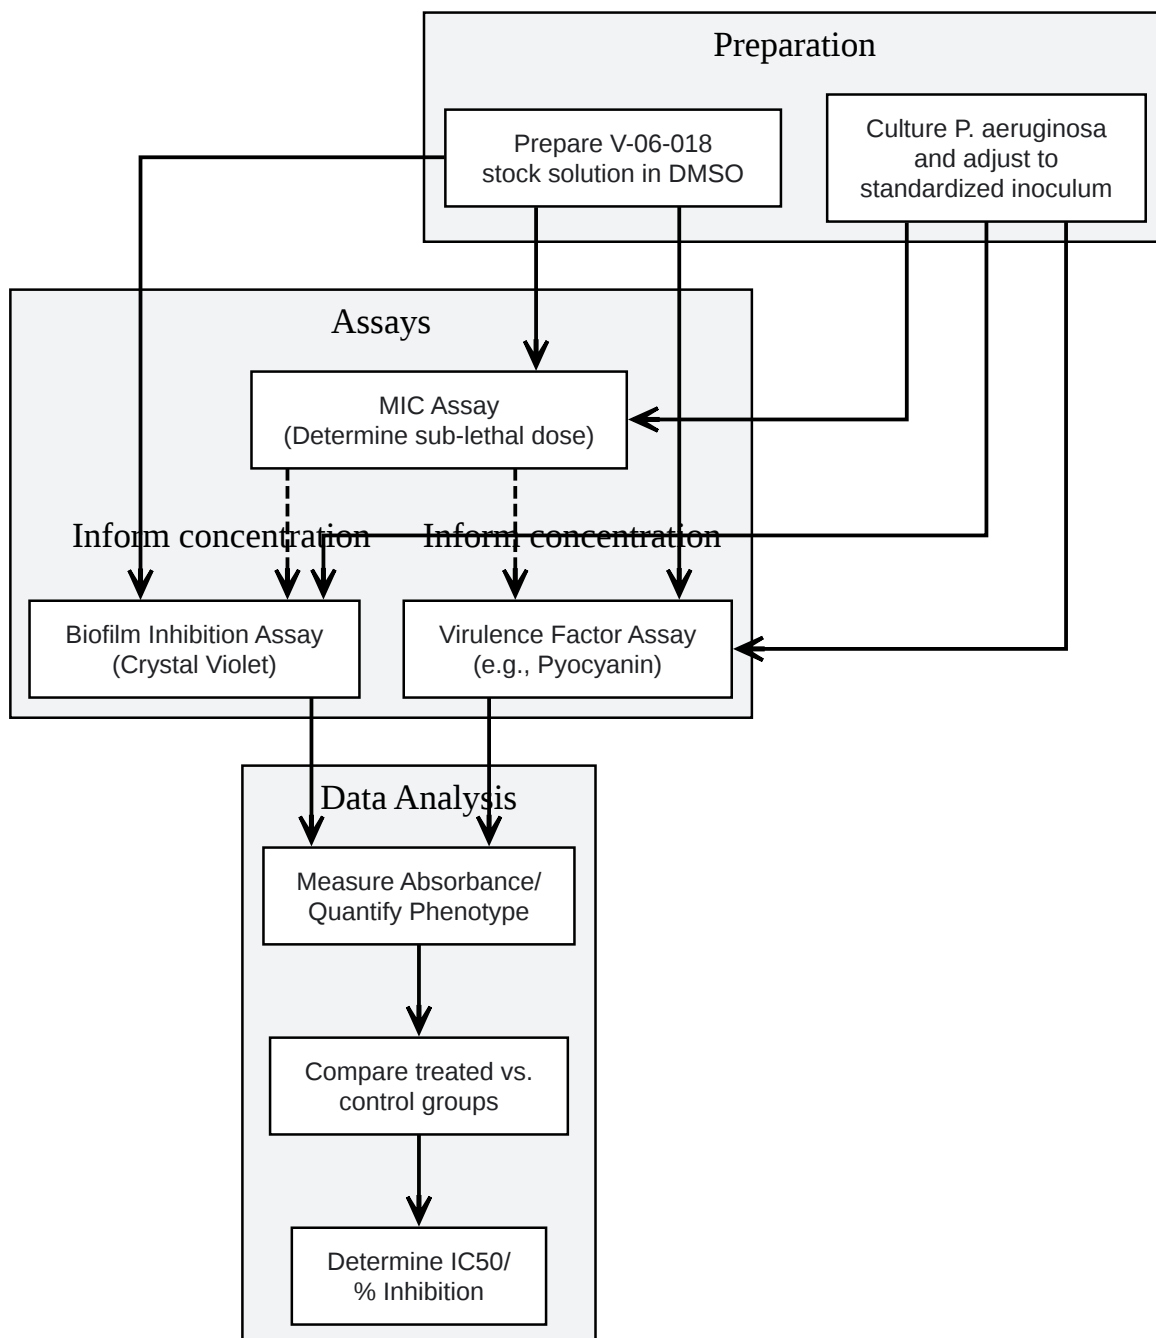 Preparation
Prepare V-06-018
stock solution in DMSO
Culture P. aeruginosa
and adjust to
standardized inoculum
Assays
MIC Assay
(Determine sub-lethal dose)
Inform concentration
Inform concentration
Biofilm Inhibition Assay
(Crystal Violet)
Virulence Factor Assay
(e.g., Pyocyanin)
Data Analysis
Measure Absorbance/
Quantify Phenotype
Compare treated vs.
control groups
Determine IC50/
% Inhibition